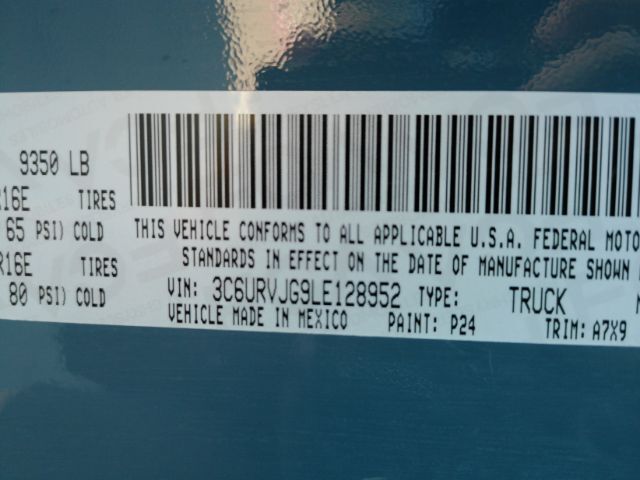 9350 LB
R16E TIRES
65 PSI) COLD
R16E TIRES
80 PSI) COLD
THIS VEHICLE CONFORMS TO ALL APPLICABLE U.S.A. FEDERAL MOTO
STANDARDS IN EFFECT ON THE DATE OF MANUFACTURE SHOWN
VIN: 3C6URVJG9LE128952 TYPE: TRUCK
VEHICLE MADE IN MEXICO PAINT: P24 TRIM: A7X9